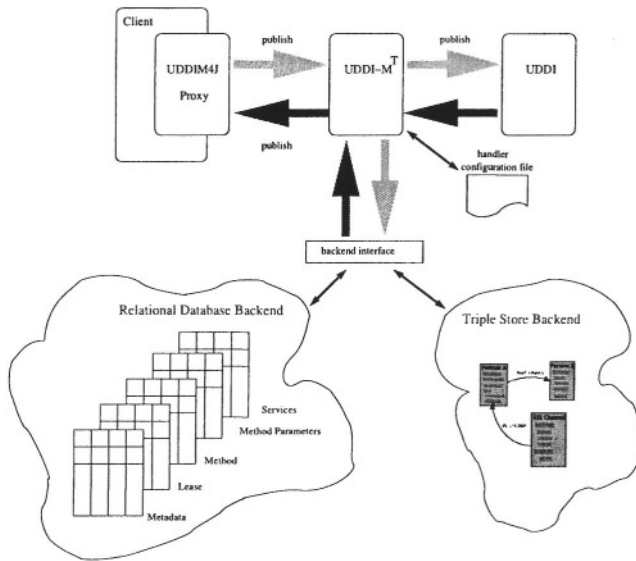 Client
publish
publish
UDDIM4J
Proxy
UDDI-M
T
UDDI
publish
handler
configuration file
backend interface
Relational Database Backend
Triple Store Backend
Services
Method Parameters
Method
Lease
Metadata